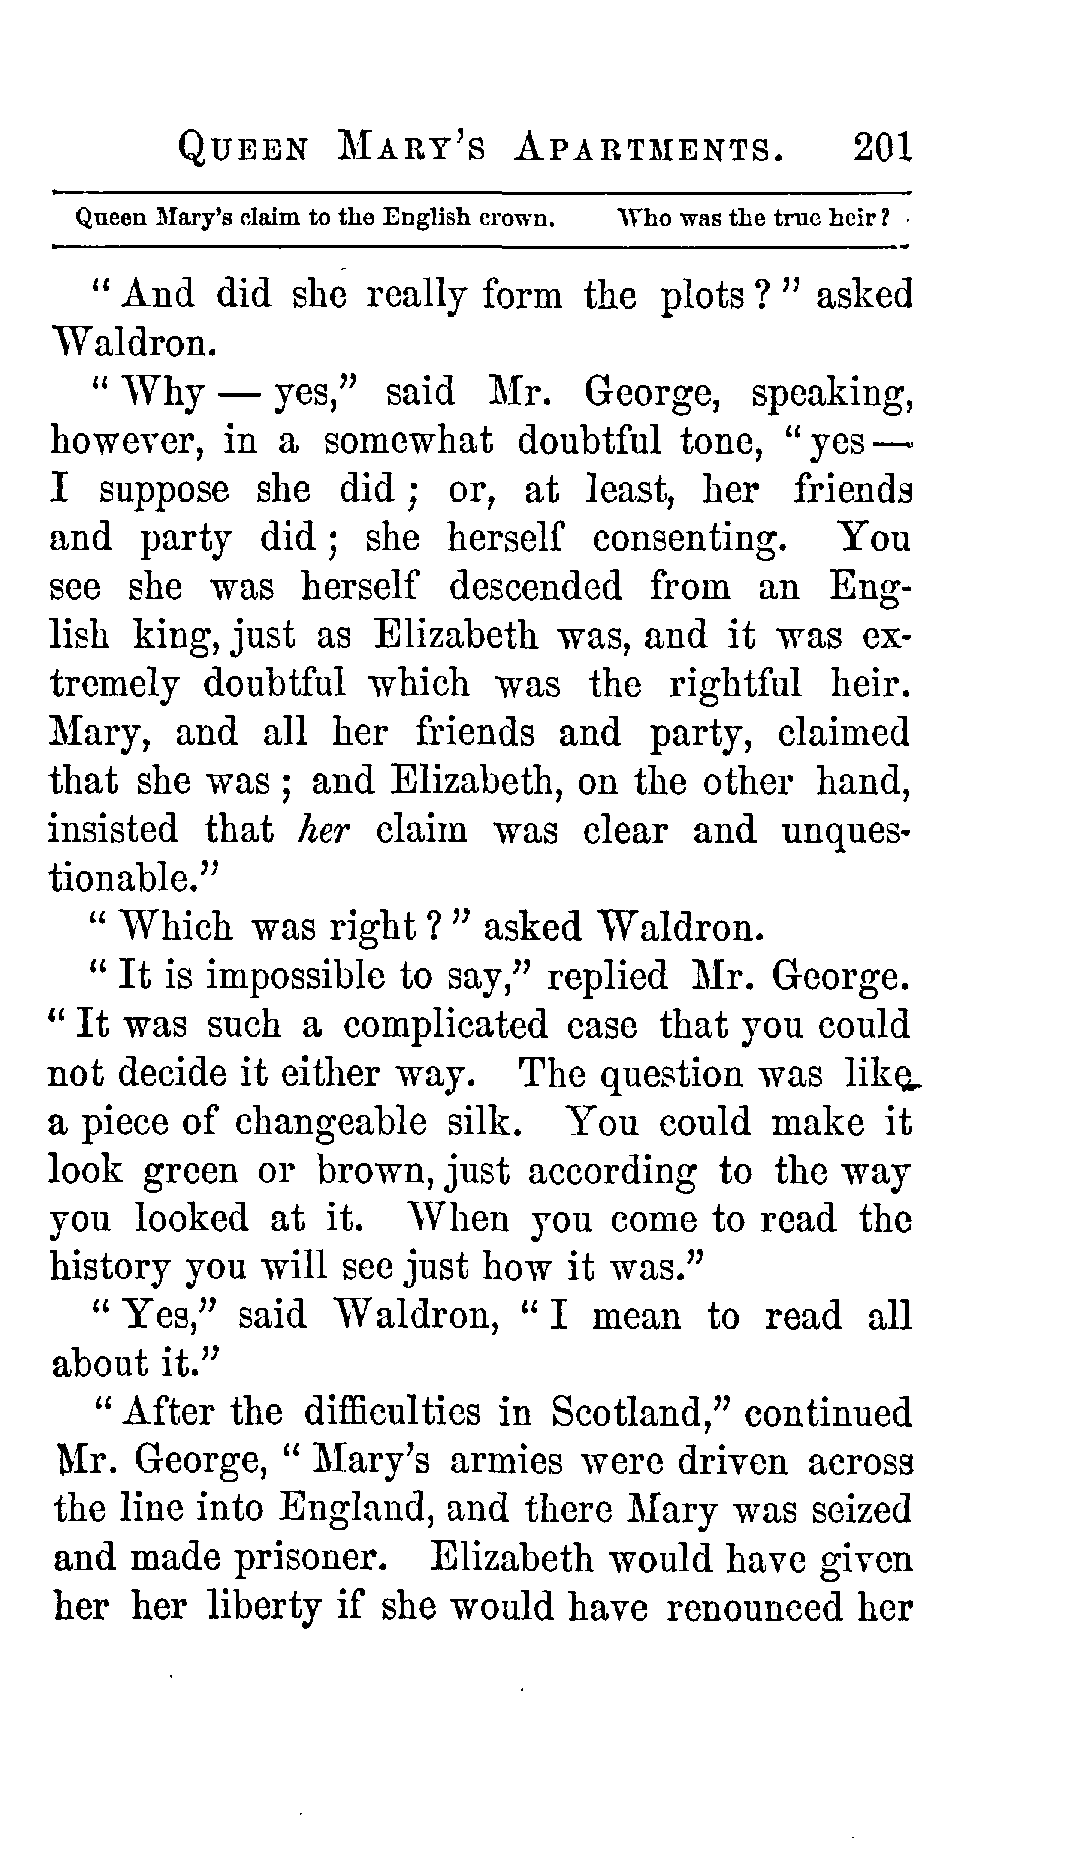 QUEEN MARY'S APARTMENTS. 201
Queen Mary's claim to the English crown. Who was the true heir?
" And did she really form the plots ? " asked
Waldron.
" Why — yes," said Mr. George, speaking,
however, in a somewhat doubtful tone, " yes —
I suppose she did ; or, at least, her friends
and party did ; she herself consenting. You
see she was herself descended from an Eng-
lish king, just as Elizabeth was, and it was ex-
tremely doubtful which was the rightful heir.
Mary, and all her friends and party, claimed
that she was ; and Elizabeth, on the other hand,
insisted that her claim was clear and unques-
tionable."
" Which was right ? " asked Waldron.
" It is impossible to say," replied Mr. George.
" It was such a complicated case that you could
not decide it either way. The question was like
a piece of changeable silk. You could make it
look green or brown, just according to the way
you looked at it. When you come to read the
history you will see just how it was."
" Yes," said Waldron, " I mean to read all
about it."
" After the difficulties in Scotland," continued
Mr. George, " Mary's armies were driven across
the line into England, and there Mary was seized
and made prisoner. Elizabeth would have given
her her liberty if she would have renounced her